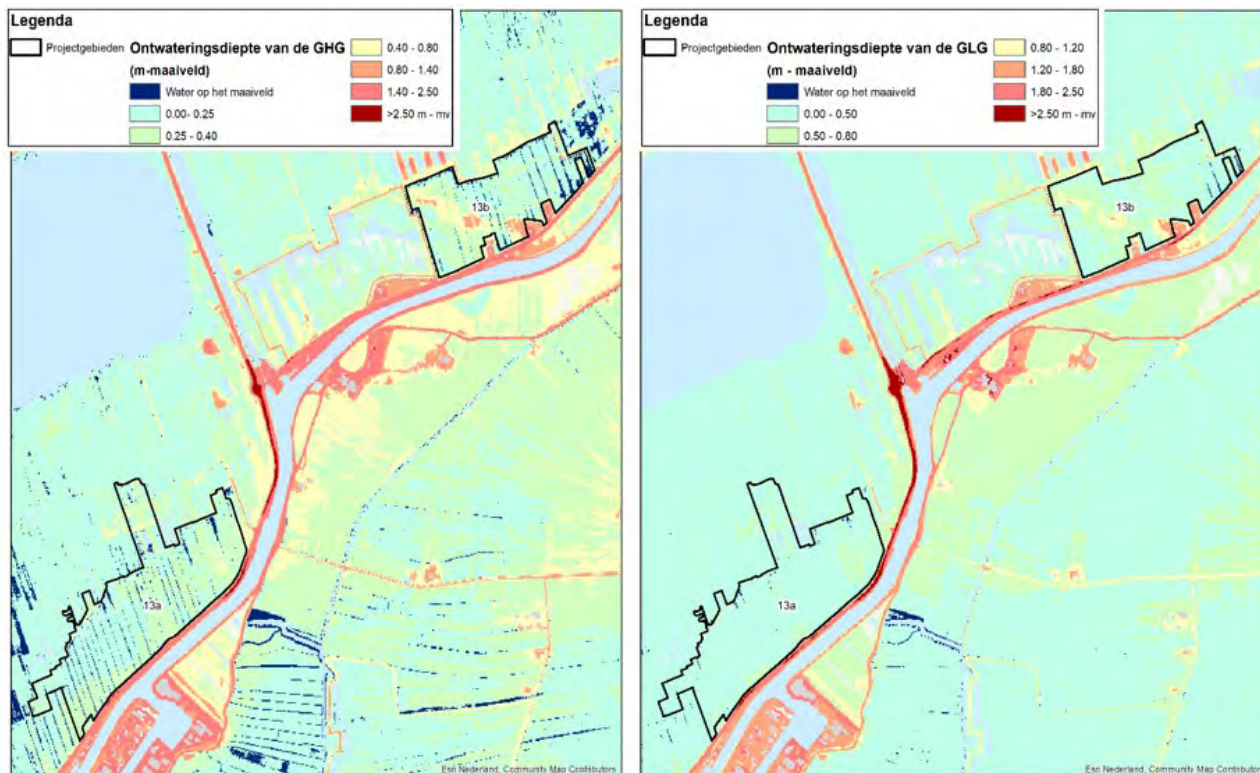 Legenda
Projectgebieden
Ontwateringsdiepte van de GHG
(m-maaiveld)
Water op het maaiveld
0.00- 0.25
0.25 - 0.40
0.40 - 0.80
0.80 - 1.40
1.40 - 2.50
>2.50 m - mv
13b
13a
Esri Nederland, Community Map Contributors
Legenda
Projectgebieden
Ontwateringsdiepte van de GLG
(m - maaiveld)
Water op het maaiveld
0.00 - 0.50
0.50 - 0.80
0.80 - 1.20
1.20 - 1.80
1.80 - 2.50
>2.50 m - mv
13b
13a
Esri Nederland, Community Map Contributors